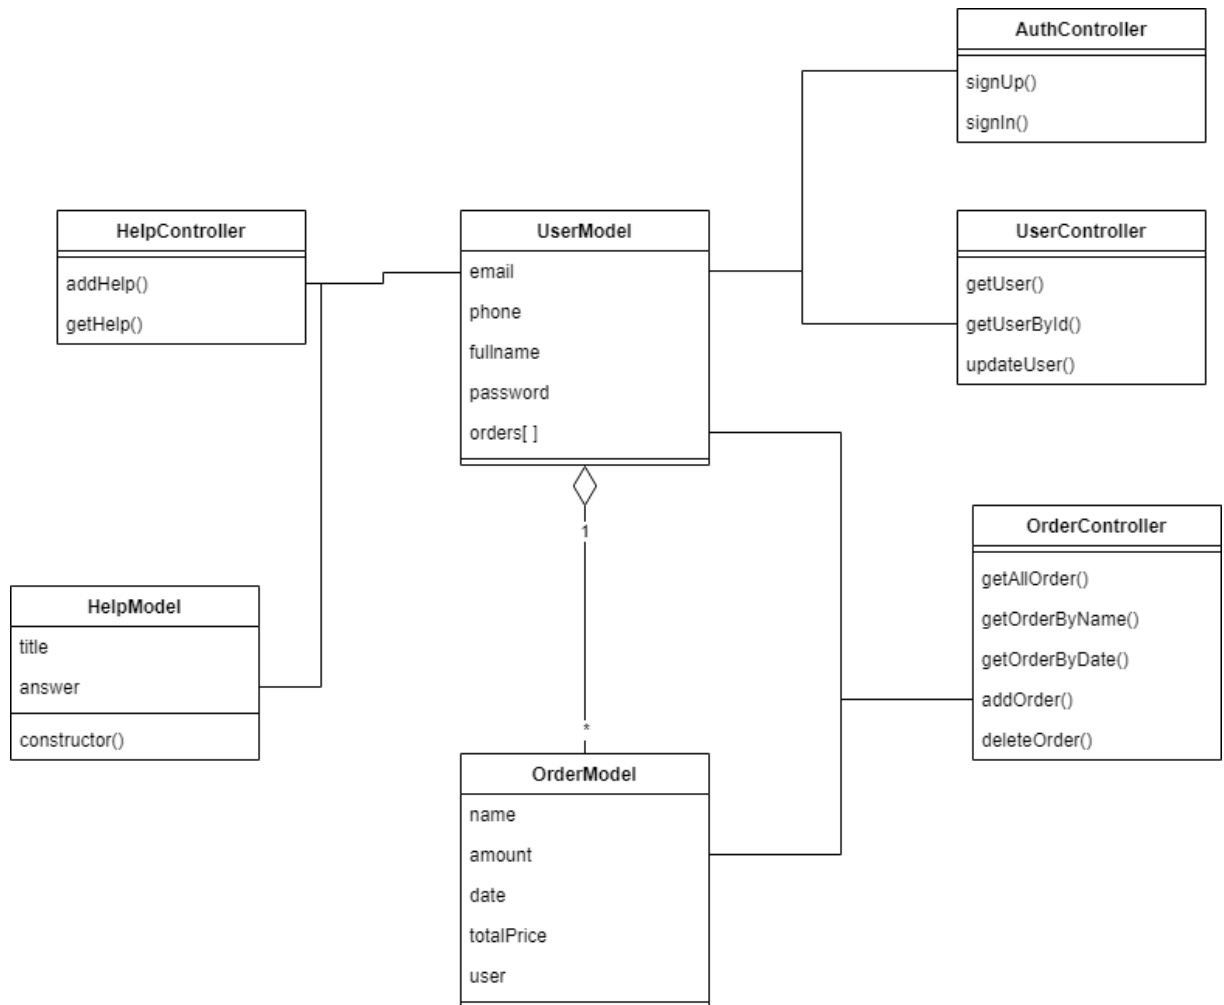 AuthController
signUp()
signIn()
HelpController
addHelp()
getHelp()
UserModel
email
phone
fullname
password
orders[ ]
UserController
getUser()
getUserById()
updateUser()
1
*
OrderController
getAllOrder()
getOrderByName()
getOrderByDate()
addOrder()
deleteOrder()
HelpModel
title
answer
constructor()
OrderModel
name
amount
date
totalPrice
user